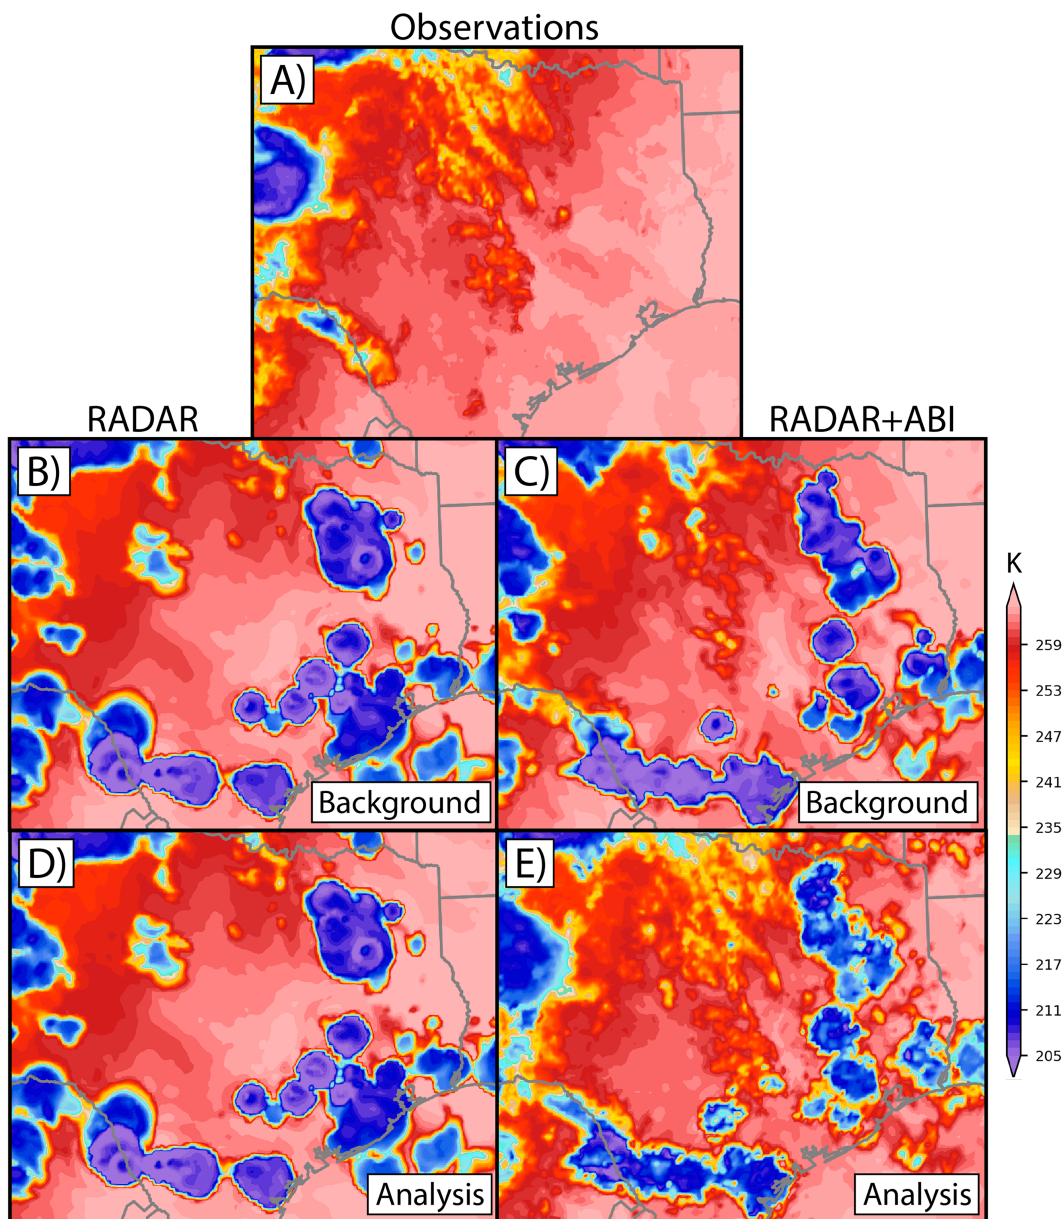 Observations
A)
RADAR
RADAR+ABI
B)
C)
Background
Background
K
259
253
247
241
235
229
223
217
211
205
D)
E)
Analysis
Analysis